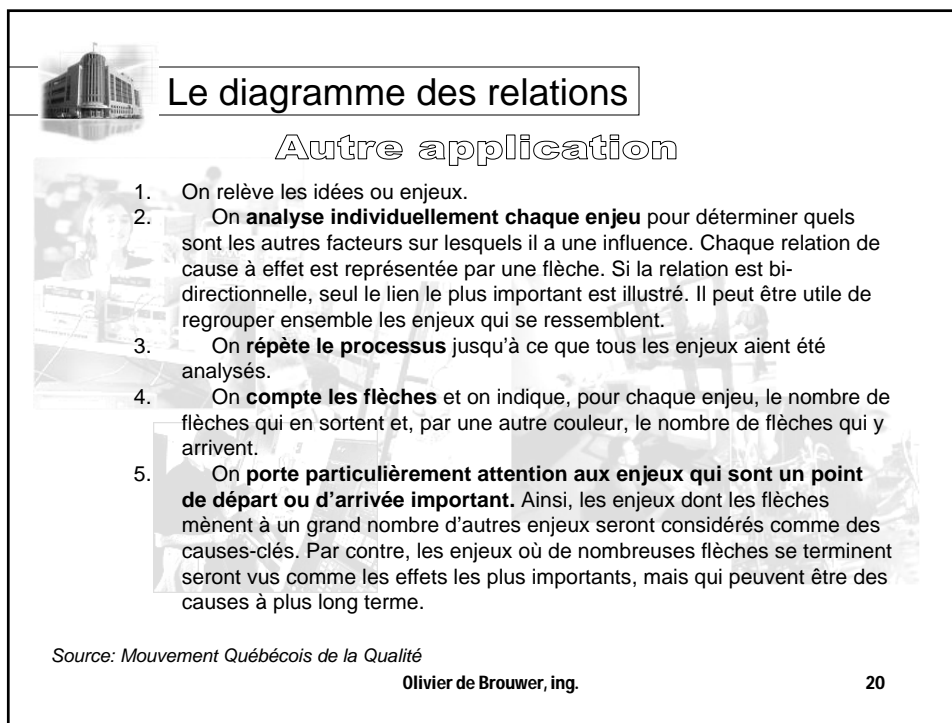 Le diagramme des relations
Autre application
1. On relève les idées ou enjeux.
2. On analyse individuellement chaque enjeu pour déterminer quels
sont les autres facteurs sur lesquels il a une influence. Chaque relation de
cause à effet est représentée par une flèche. Si la relation est bi-
directionnelle, seul le lien le plus important est illustré. Il peut être utile de
regrouper ensemble les enjeux qui se ressemblent.
3. On répète le processus jusqu'à ce que tous les enjeux aient été
analysés.
4. On compte les flèches et on indique, pour chaque enjeu, le nombre de
flèches qui en sortent et, par une autre couleur, le nombre de flèches qui y
arrivent.
5. On porte particulièrement attention aux enjeux qui sont un point
de départ ou d'arrivée important. Ainsi, les enjeux dont les flèches
mènent à un grand nombre d'autres enjeux seront considérés comme des
causes-clés. Par contre, les enjeux où de nombreuses flèches se terminent
seront vus comme les effets les plus importants, mais qui peuvent être des
causes à plus long terme.
Source: Mouvement Québécois de la Qualité
Olivier de Brouwer, ing. 20